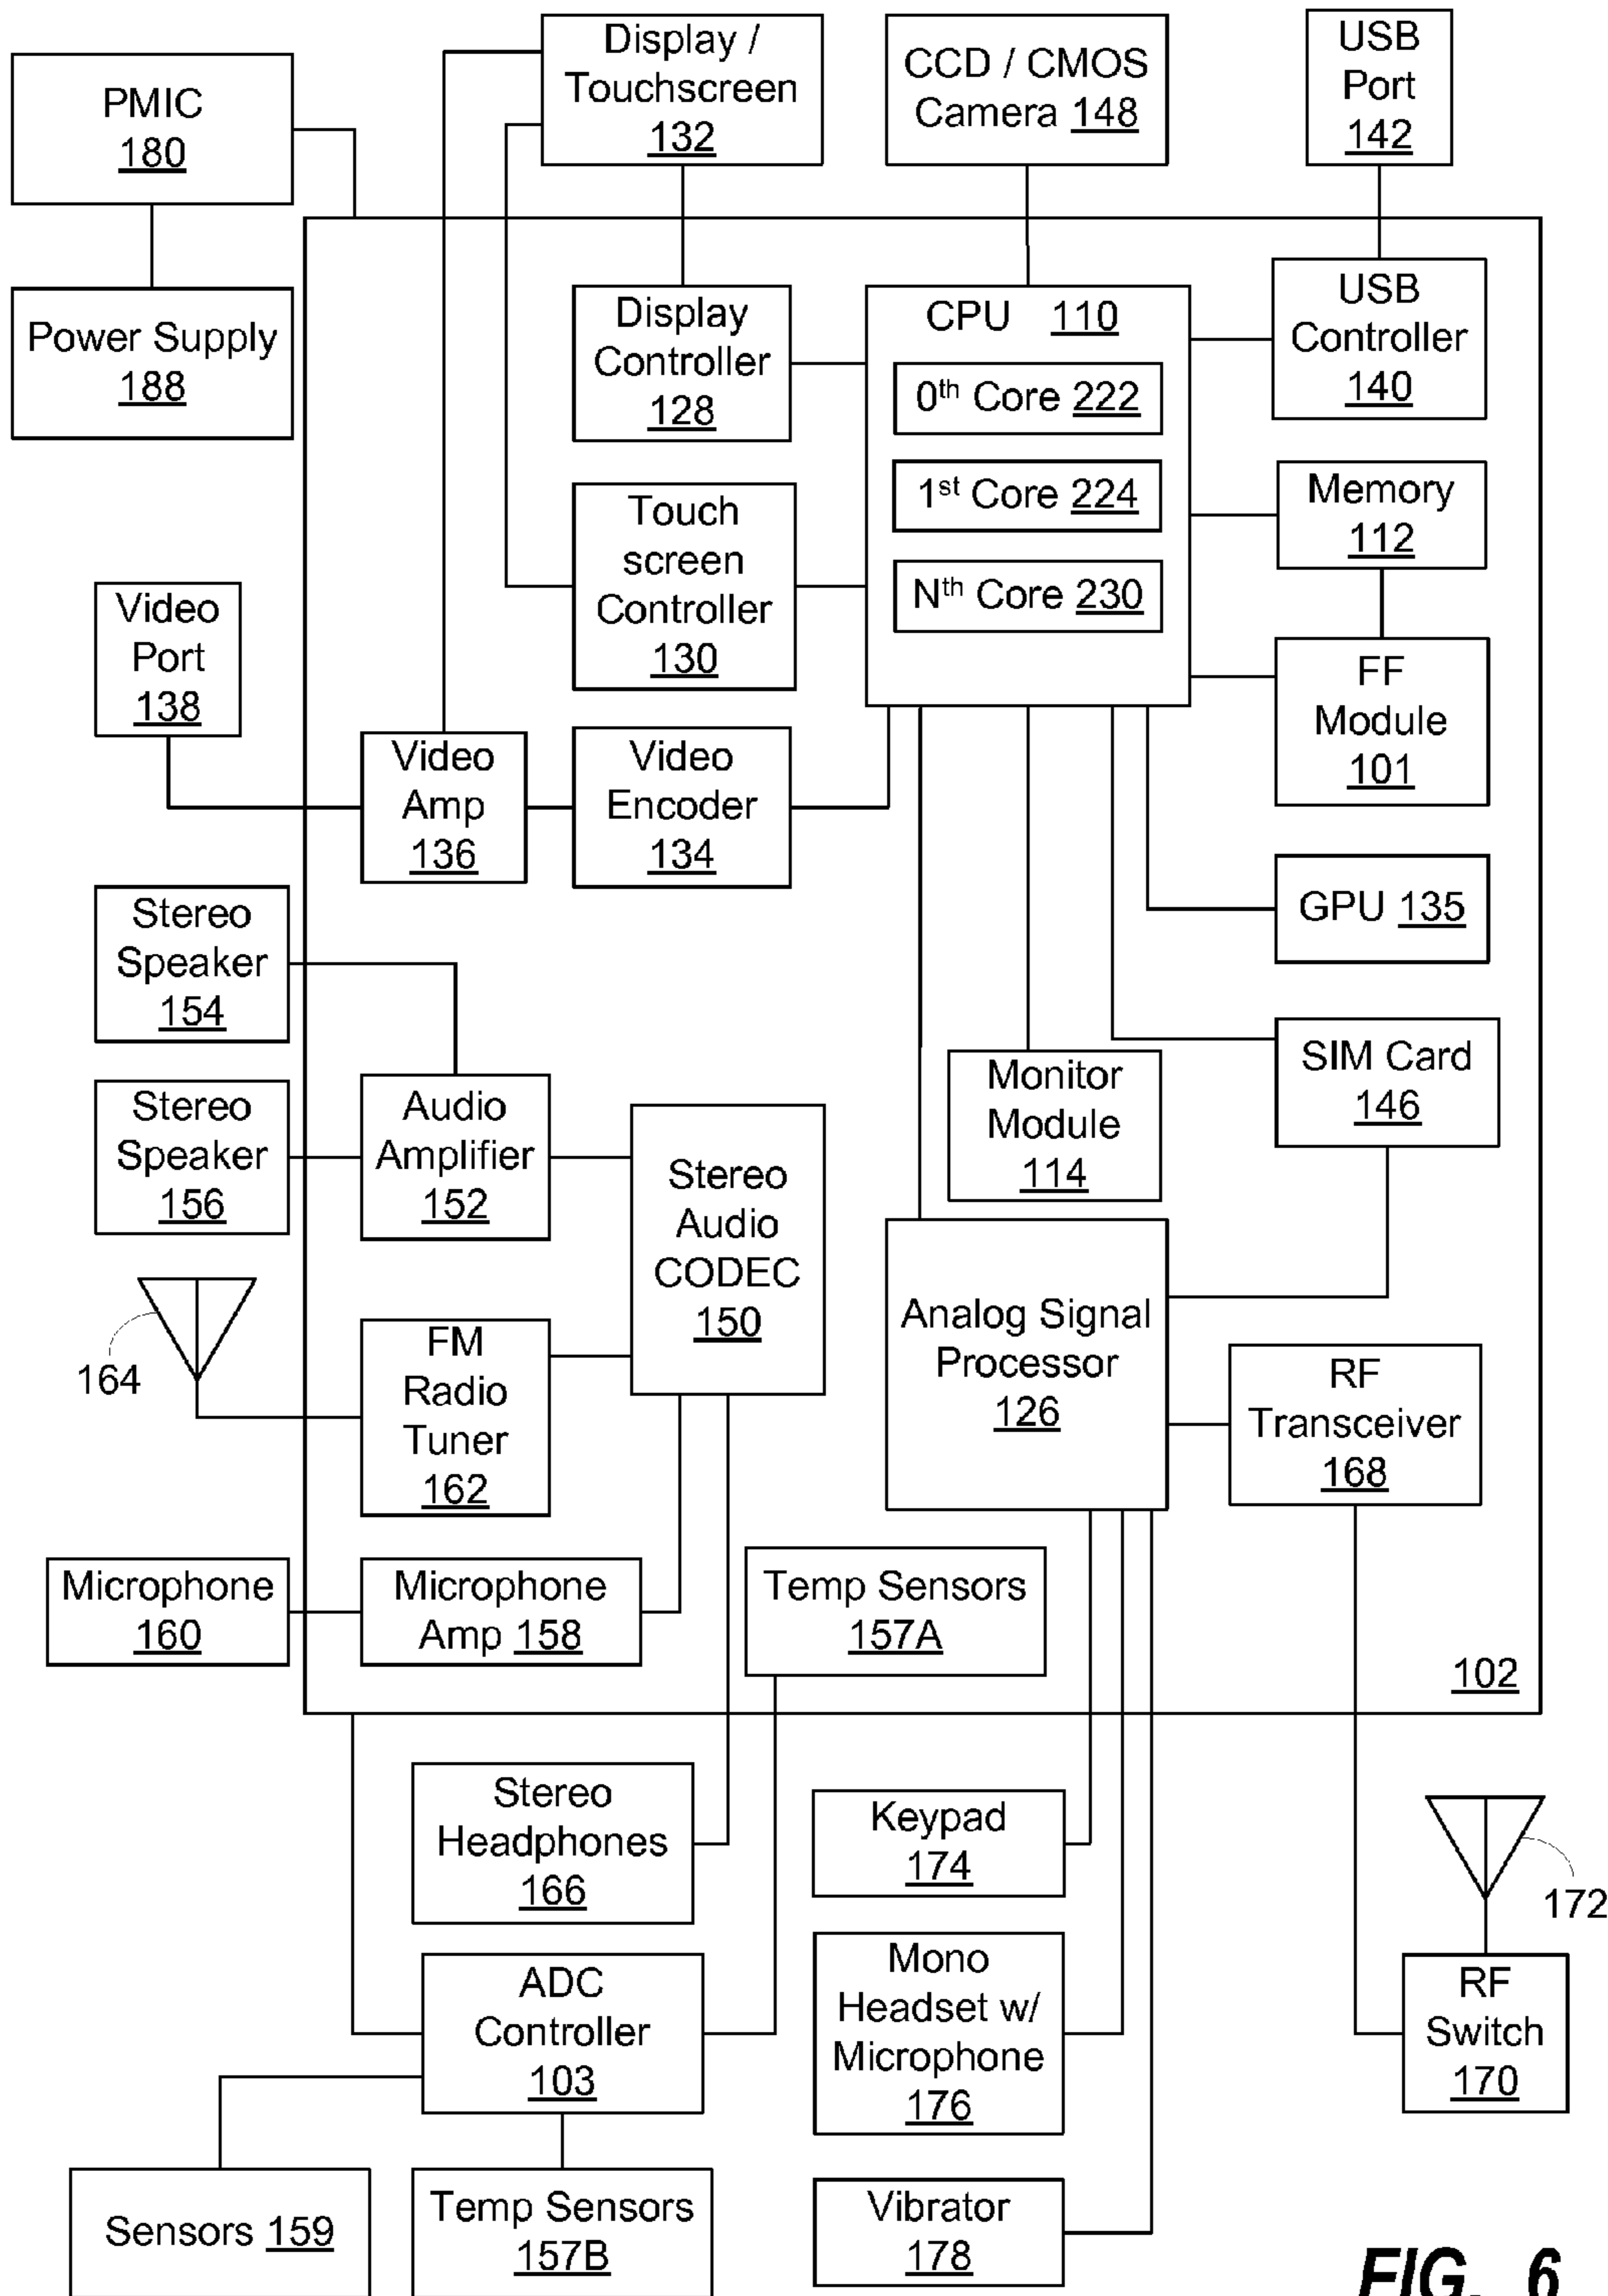 PMIC
180
Display /
Touchscreen
132
CCD / CMOS
Camera 148
USB
Port
142
Power Supply
188
Display
Controller
128
CPU 110
0th Core 222
1st Core 224
Nth Core 230
USB
Controller
140
Memory
112
Touch
screen
Controller
130
Video
Port
138
FF
Module
101
Video
Amp
136
Video
Encoder
134
GPU 135
Stereo
Speaker
154
SIM Card
146
Monitor
Module
114
Stereo
Speaker
156
Audio
Amplifier
152
Stereo
Audio
CODEC
150
164
FM
Radio
Tuner
162
Analog Signal
Processor
126
RF
Transceiver
168
Microphone
160
Microphone
Amp 158
Temp Sensors
157A
102
Stereo
Headphones
166
Keypad
174
172
ADC
Controller
103
Mono
Headset w/
Microphone
176
RF
Switch
170
Sensors 159
Temp Sensors
157B
Vibrator
178
FIG. 6